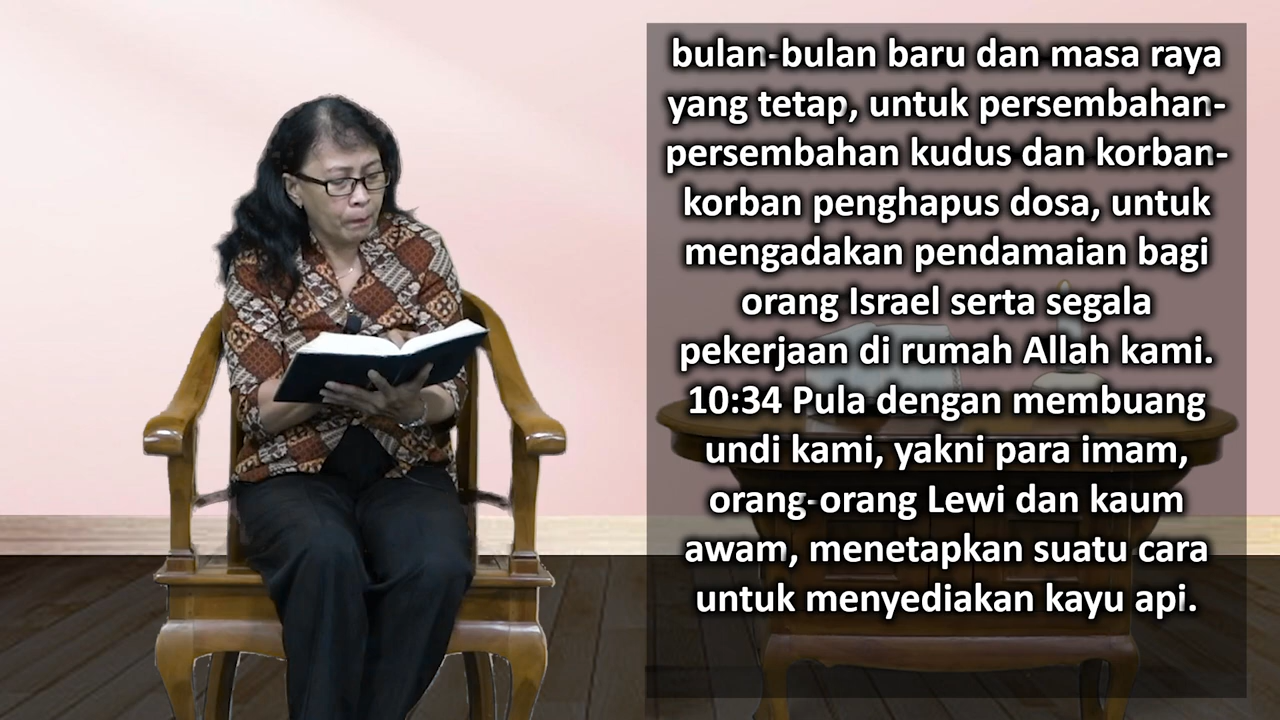 bulan-bulan baru dan masa raya
yang tetap, untuk persembahan-
persembahan kudus dan korban-
korban penghapus dosa, untuk
mengadakan pendamaian bagi
orang Israel serta segala
pekerjaan di rumah Allah kami.
10:34 Pula dengan membuang
undi kami, yakni para imam,
orang-orang Lewi dan kaum
awam, menetapkan suatu cara
untuk menyediakan kayu api.